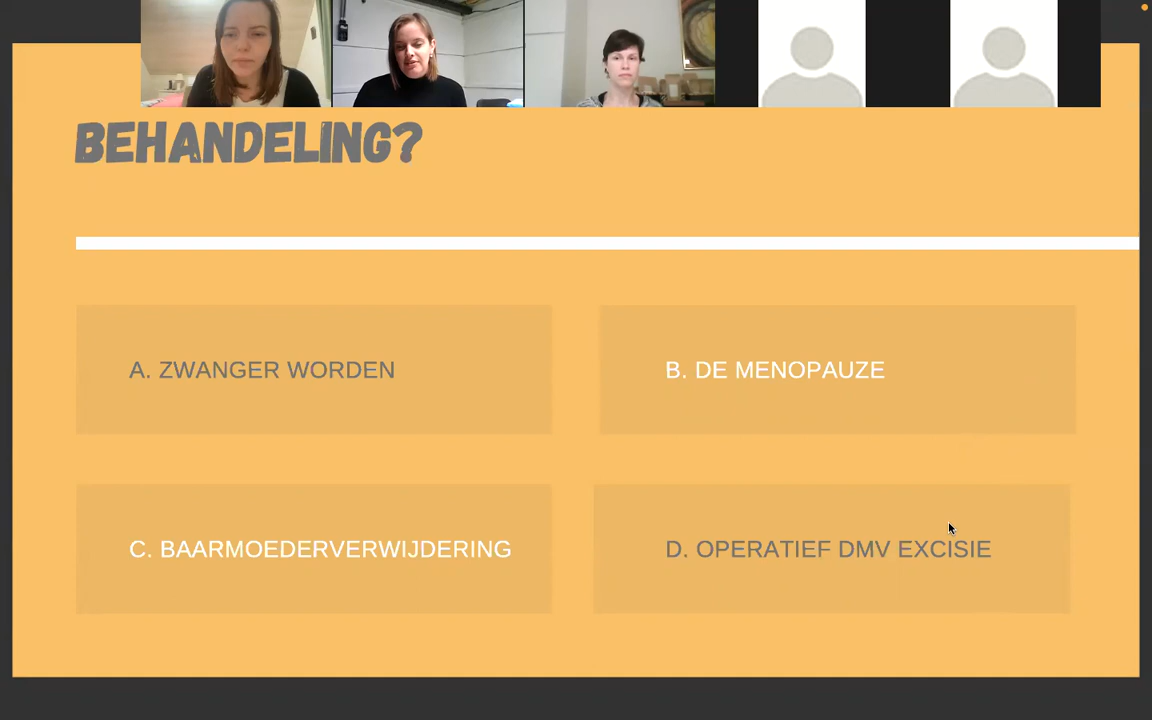 BEHANDELING?
A. ZWANGER WORDEN
B. DE MENOPAUZE
C. BAARMOEDERVERWIJDERING
D. OPERATIEF DMV EXCISIE